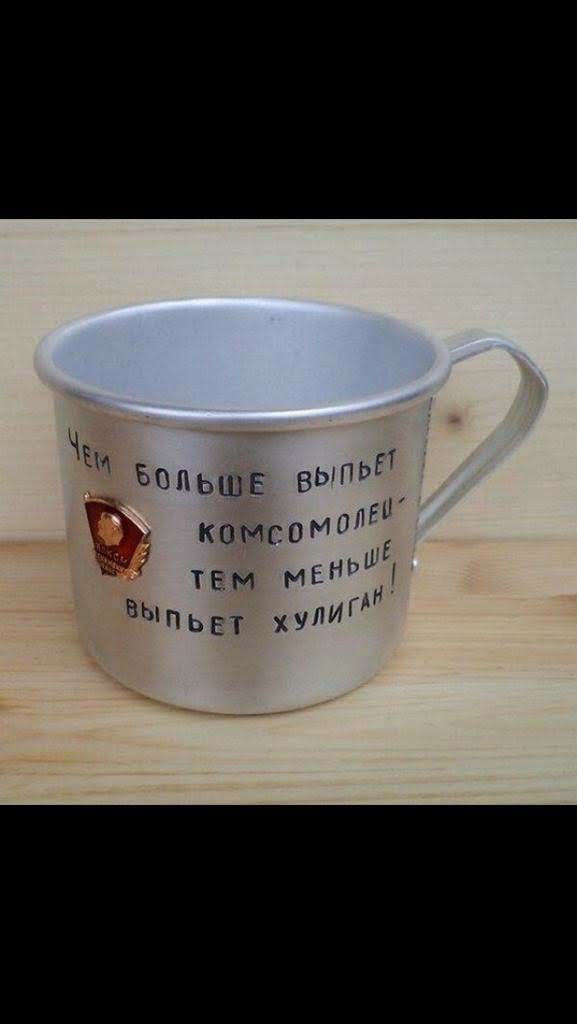 Чем больше выпьет
комсомолец-
тем меньше
выпьет хулиган!